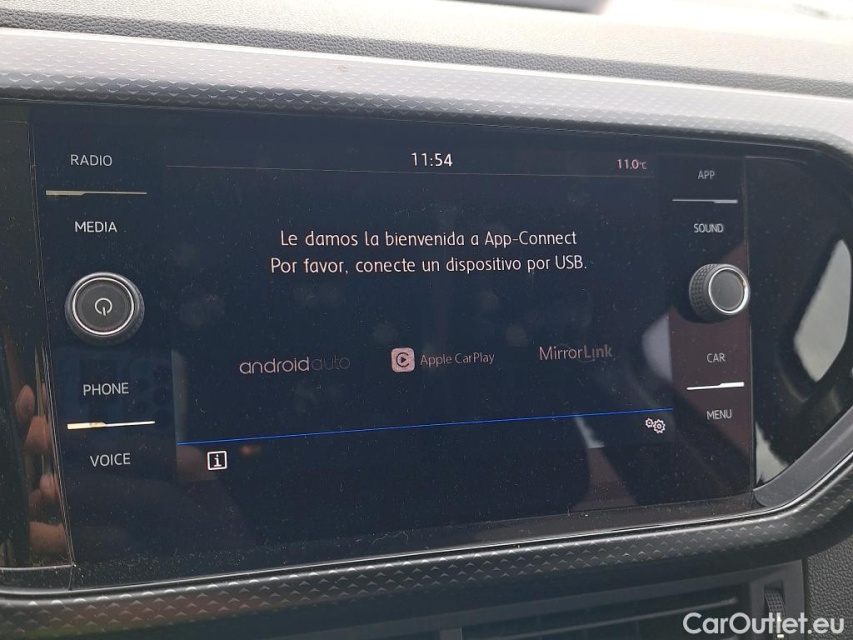 RADIO
11:54
11.0°C
APP
MEDIA
SOUND
Le damos la bienvenida a App-Connect
Por favor, conecte un dispositivo por USB.
androidauto
Apple CarPlay
MirrorLink
CAR
PHONE
MENU
VOICE
i
CarOutlet.eu